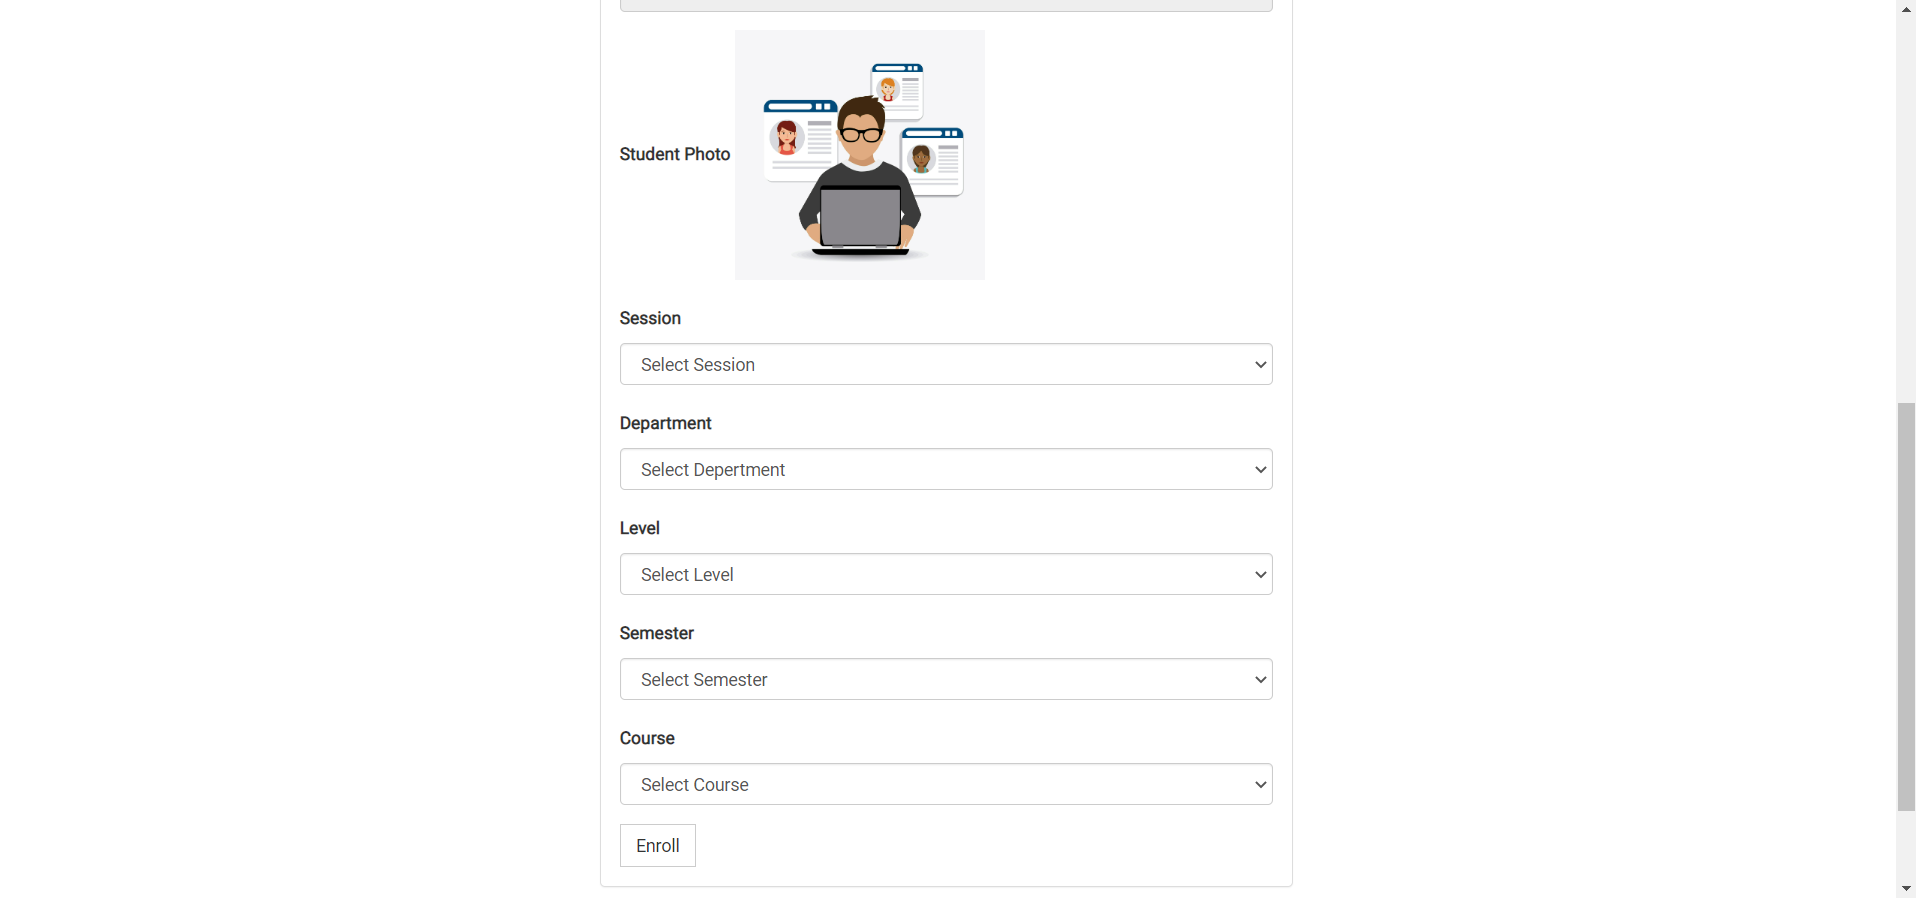 Student Photo
Session
Select Session
Department
Select Depertment
Level
Select Level
Semester
Select Semester
Course
Select Course
Enroll